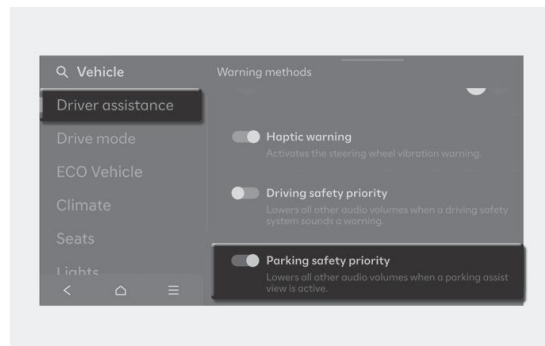 Vehicle
Warning methods
Driver assistance
Drive mode
ECO Vehicle
Climate
Seats
Lights
Haptic warning
Activates the steering wheel vibration warning.
Driving safety priority
Lowers all other audio volumes when a driving safety
system sounds a warning.
Parking safety priority
Lowers all other audio volumes when a parking assist
view is active.